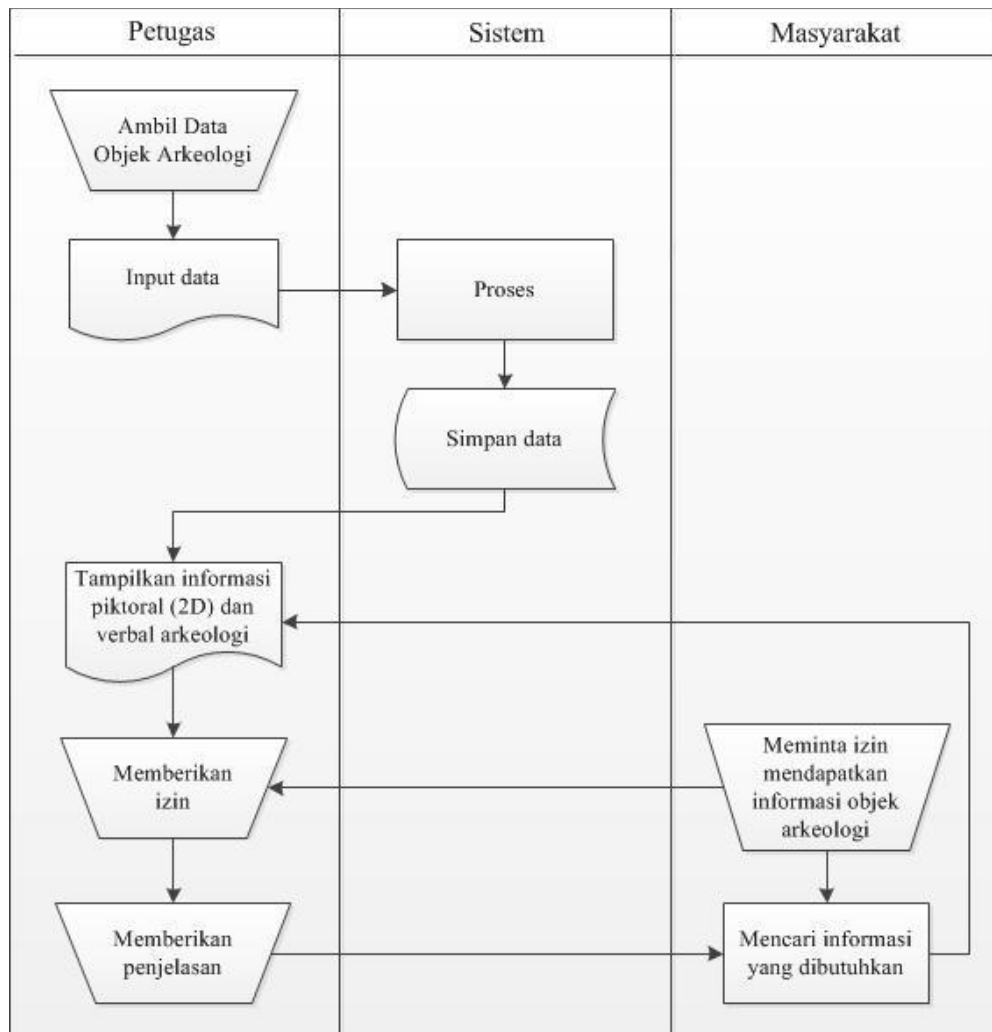 Petugas
Sistem
Masyarakat
Ambil Data
Objek Arkeologi
Input data
Proses
Simpan data
Tampilkan informasi
piktoral (2D) dan
verbal arkeologi
Memberikan
izin
Meminta izin
mendapatkan
informasi objek
arkeologi
Memberikan
penjelasan
Mencari informasi
yang dibutuhkan